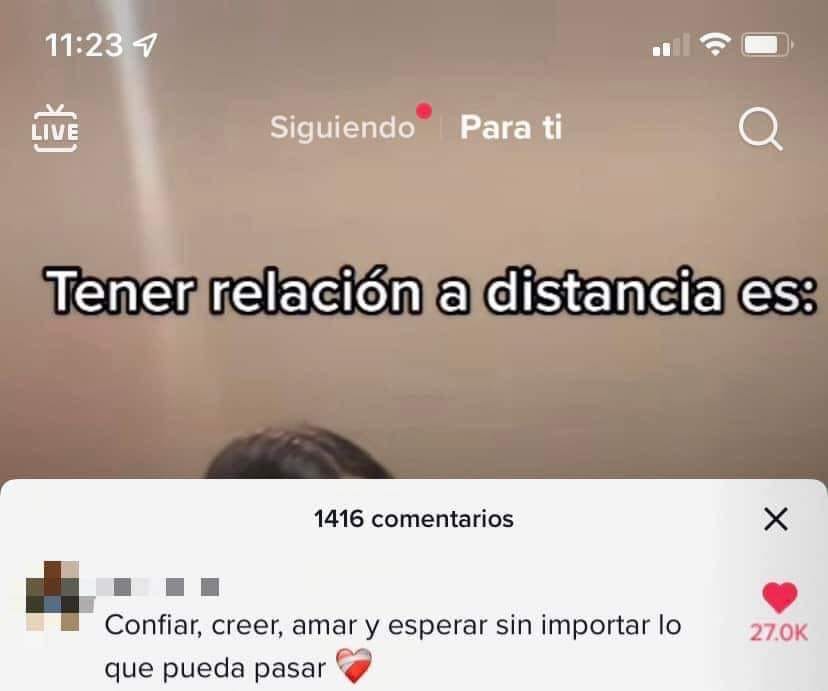 11:23
LIVE
Siguiendo Para ti
Tener relación a distancia es:
1416 comentarios
Confiar, creer, amar y esperar sin importar lo
que pueda pasar ❤️‍🩹
27.0K